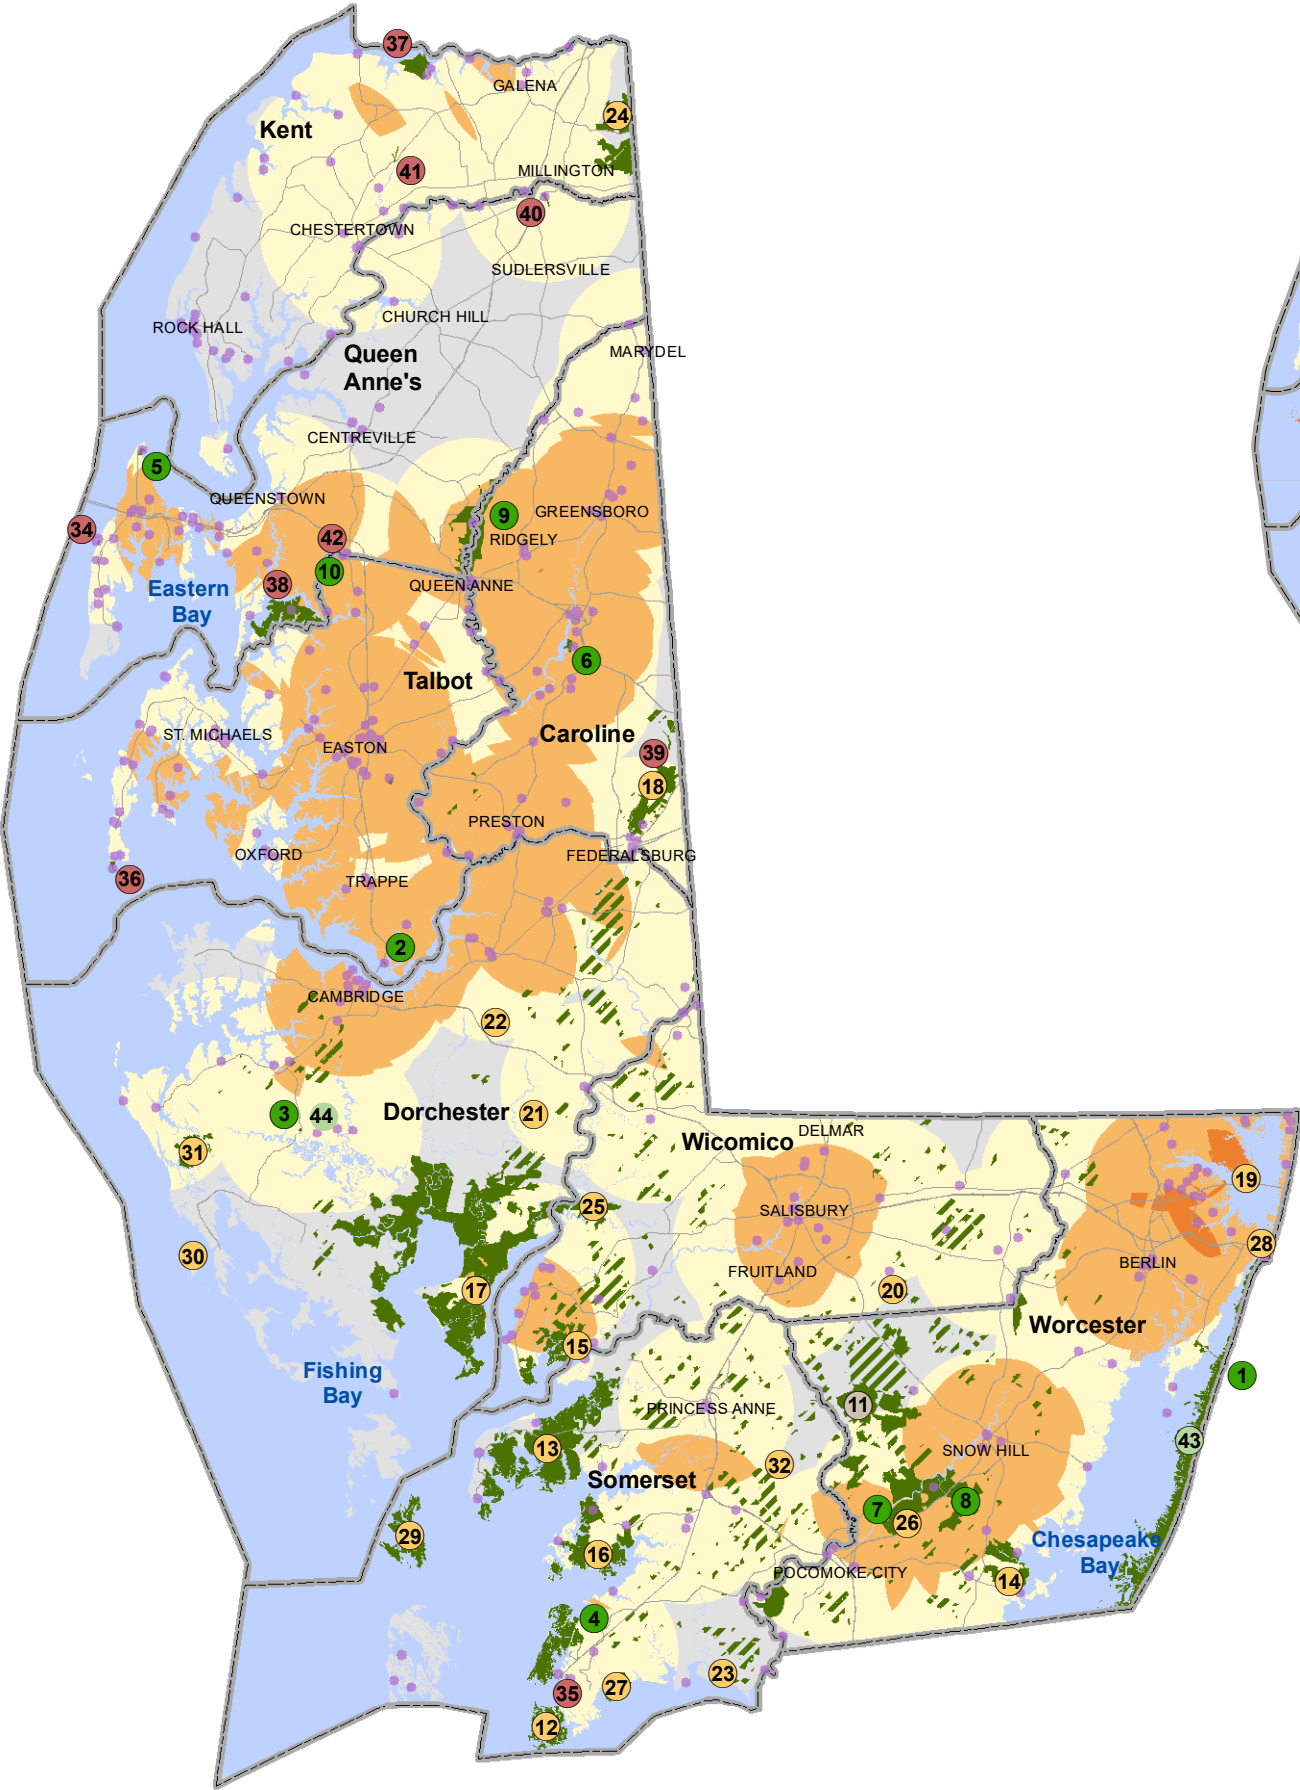 37
GALENA
24
Kent
41
MILLINGTON
40
CHESTERTOWN
SUDLERSVILLE
CHURCH HILL
ROCK HALL
Queen
Anne's
MARYDEL
CENTREVILLE
5
QUEENSTOWN
9
GREENSBORO
34
42
RIDGELY
10
38
QUEEN ANNE
Eastern
Bay
6
Talbot
ST. MICHAELS
Caroline
EASTON
39
18
PRESTON
OXFORD
FEDERALSBURG
36
TRAPPE
2
CAMBRIDGE
22
3
44
Dorchester
21
31
Wicomico
DELMAR
19
25
SALISBURY
30
28
FRUITLAND
BERLIN
17
20
Worcester
15
Fishing
Bay
1
11
PRINCESS ANNE
43
13
SNOW HILL
Somerset
32
7
8
26
29
16
Chesapeake
Bay
POCOMOKE CITY
14
4
23
27
35
12